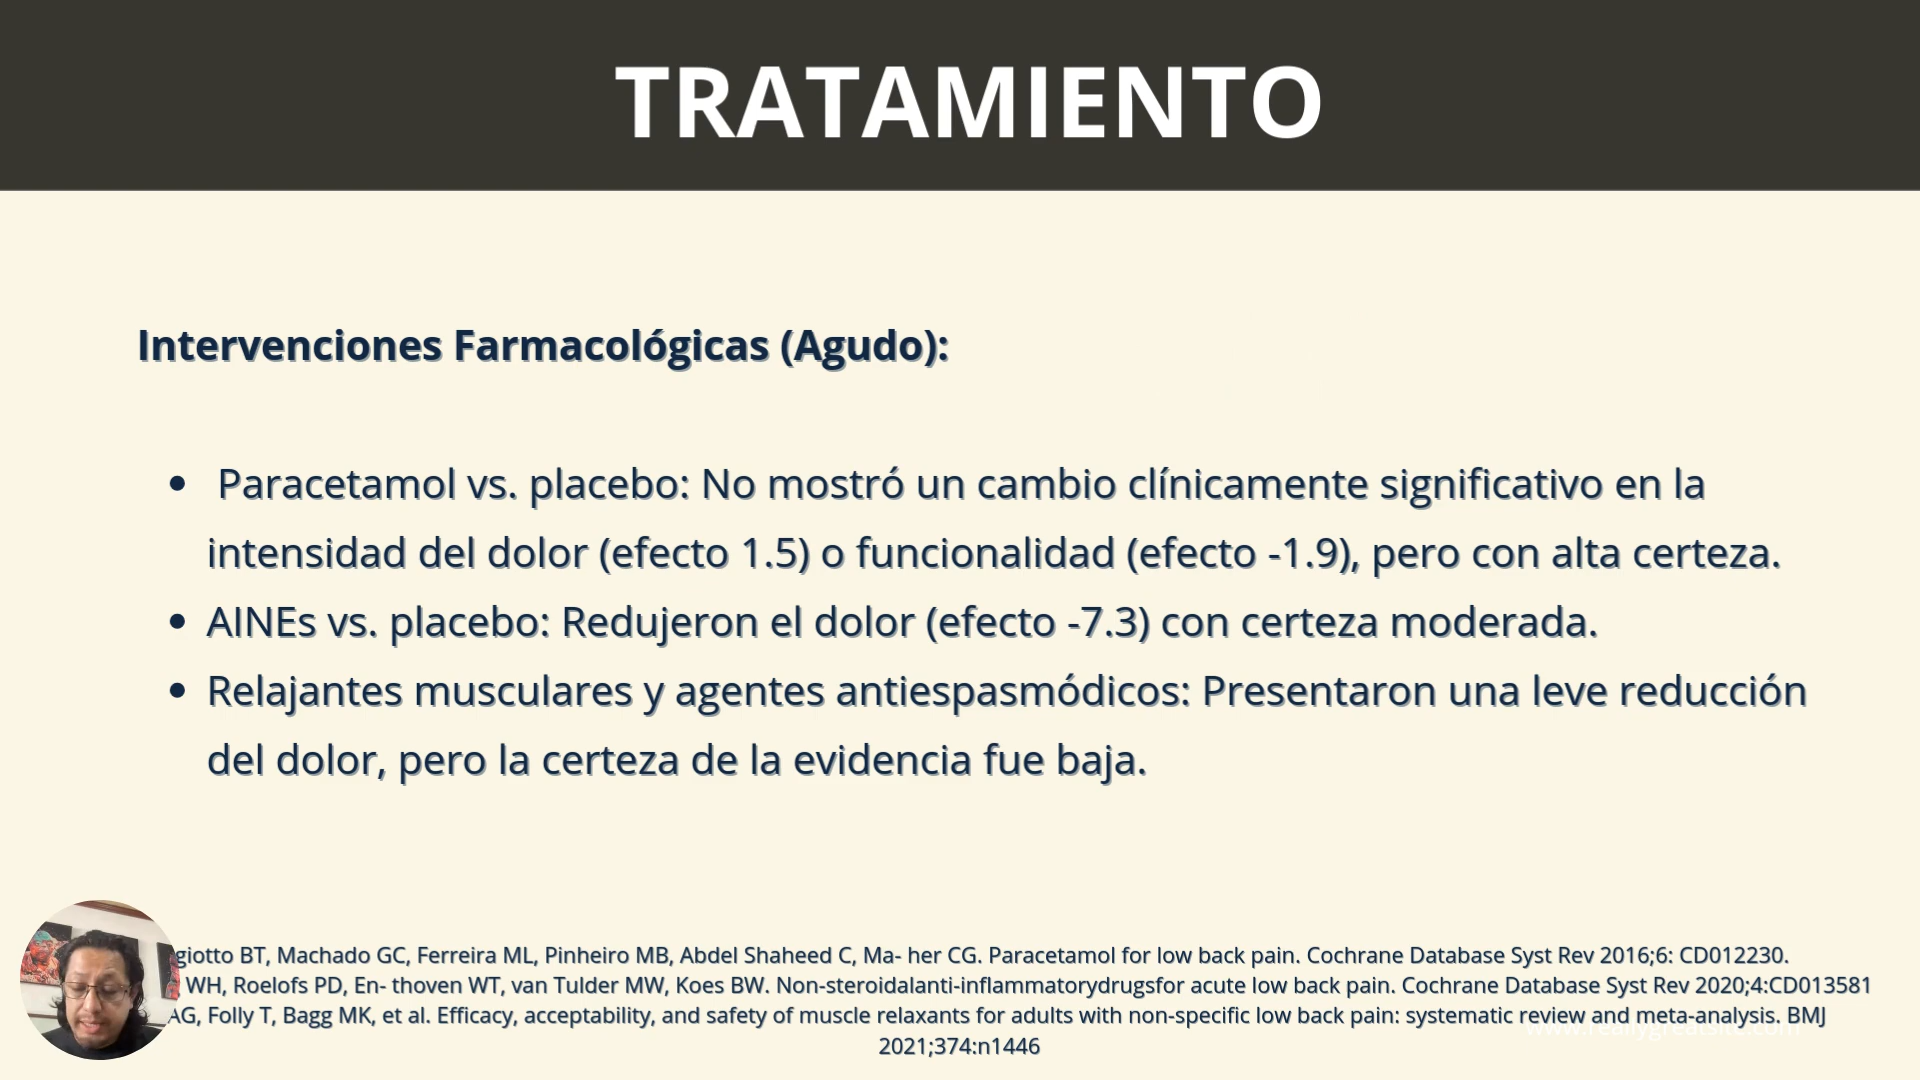 TRATAMIENTO
Intervenciones Farmacológicas (Agudo):
• Paracetamol vs. placebo: No mostró un cambio clínicamente significativo en la
intensidad del dolor (efecto 1.5) o funcionalidad (efecto -1.9), pero con alta certeza.
• AINEs vs. placebo: Redujeron el dolor (efecto -7.3) con certeza moderada.
• Relajantes musculares y agentes antiespasmódicos: Presentaron una leve reducción
del dolor, pero la certeza de la evidencia fue baja.
BT, Machado GC, Ferreira ML, Pinheiro MB, Abdel Shaheed C, Ma- her CG. Paracetamol for low back pain. Cochrane Database Syst Rev 2016;6: CD012230.
WH, Roelofs PD, En- thoven WT, van Tulder MW, Koes BW. Non-steroidalanti-inflammatorydrugsfor acute low back pain. Cochrane Database Syst Rev 2020;4:CD013581
AG, Folly T, Bagg MK, et al. Efficacy, acceptability, and safety of muscle relaxants for adults with non-specific low back pain: systematic review and meta-analysis. BMJ
2021;374:n1446
www.reallygreatsite.com